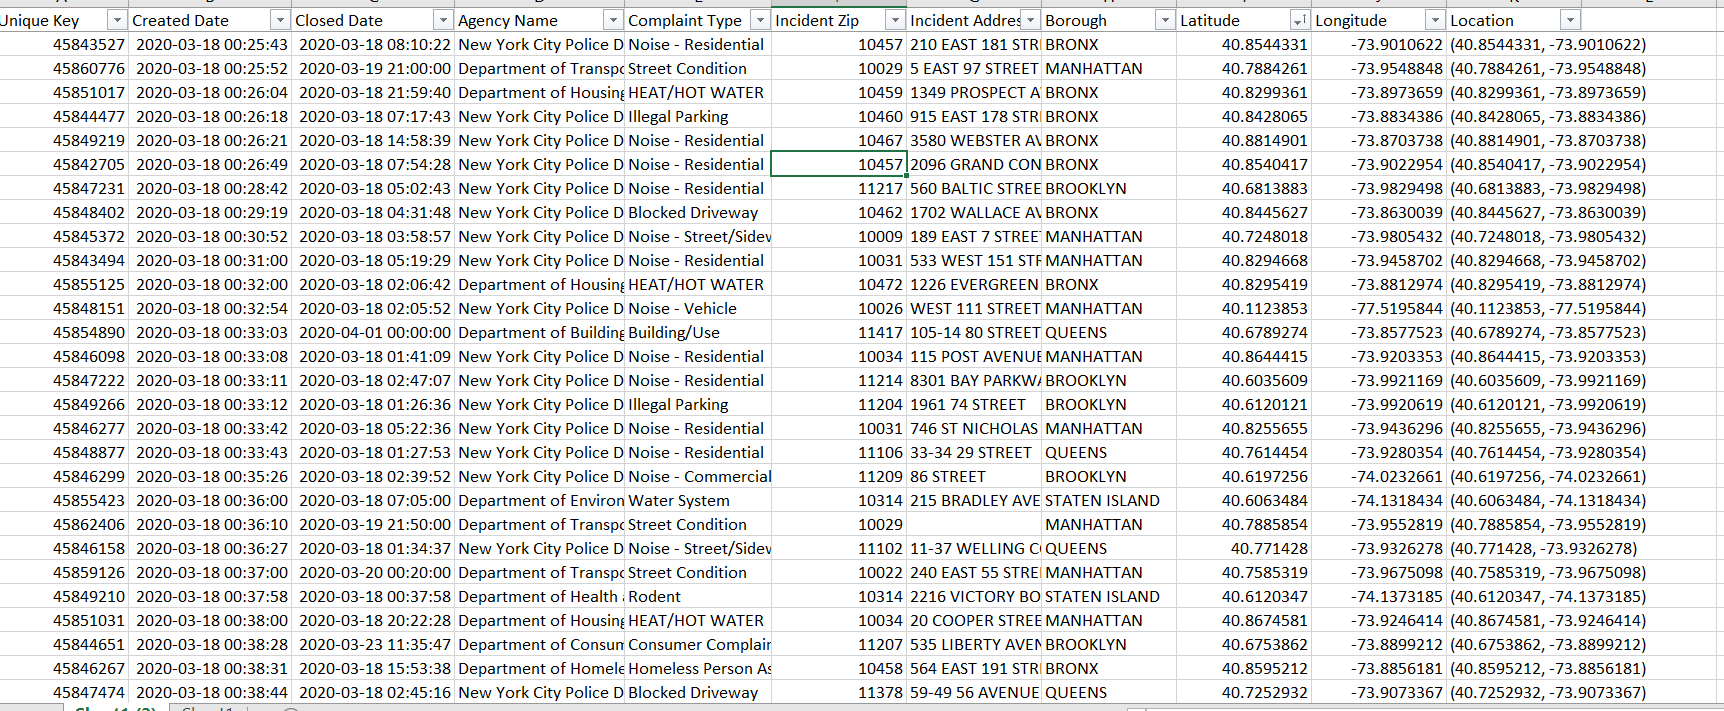 Unique Key Created Date Closed Date Agency Name Complaint Type Incident Zip Incident Addres Borough Latitude Longitude Location
45843527 2020-03-18 00:25:43 2020-03-18 08:10:22 New York City Police D Noise - Residential 10457 210 EAST 181 STR BRONX 40.8544331 -73.9010622 (40.8544331, -73.9010622)
45860776 2020-03-18 00:25:52 2020-03-19 21:00:00 Department of Transpo Street Condition 10029 5 EAST 97 STREET MANHATTAN 40.7884261 -73.9548848 (40.7884261, -73.9548848)
45851017 2020-03-18 00:26:04 2020-03-18 21:59:40 Department of Housing HEAT/HOT WATER 10459 1349 PROSPECT A BRONX 40.8299361 -73.8973659 (40.8299361, -73.8973659)
45844477 2020-03-18 00:26:18 2020-03-18 07:17:43 New York City Police D Illegal Parking 10460 915 EAST 178 STR BRONX 40.8428065 -73.8834386 (40.8428065, -73.8834386)
45849219 2020-03-18 00:26:21 2020-03-18 14:58:39 New York City Police D Noise - Residential 10467 3580 WEBSTER AV BRONX 40.8814901 -73.8703738 (40.8814901, -73.8703738)
45842705 2020-03-18 00:26:49 2020-03-18 07:54:28 New York City Police D Noise - Residential 10457 2096 GRAND CON BRONX 40.8540417 -73.9022954 (40.8540417, -73.9022954)
45847231 2020-03-18 00:28:42 2020-03-18 05:02:43 New York City Police D Noise - Residential 11217 560 BALTIC STREE BROOKLYN 40.6813883 -73.9829498 (40.6813883, -73.9829498)
45848402 2020-03-18 00:29:19 2020-03-18 04:31:48 New York City Police D Blocked Driveway 10462 1702 WALLACE AV BRONX 40.8445627 -73.8630039 (40.8445627, -73.8630039)
45845372 2020-03-18 00:30:52 2020-03-18 03:58:57 New York City Police D Noise - Street/Sidew 10009 189 EAST 7 STREE MANHATTAN 40.7248018 -73.9805432 (40.7248018, -73.9805432)
45843494 2020-03-18 00:31:00 2020-03-18 05:19:29 New York City Police D Noise - Residential 10031 533 WEST 151 STR MANHATTAN 40.8294668 -73.9458702 (40.8294668, -73.9458702)
45855125 2020-03-18 00:32:00 2020-03-18 02:06:42 Department of Housing HEAT/HOT WATER 10472 1226 EVERGREEN BRONX 40.8295419 -73.8812974 (40.8295419, -73.8812974)
45848151 2020-03-18 00:32:54 2020-03-18 02:05:52 New York City Police D Noise - Vehicle 10026 WEST 111 STREET MANHATTAN 40.1123853 -77.5195844 (40.1123853, -77.5195844)
45854890 2020-03-18 00:33:03 2020-04-01 00:00:00 Department of Building Building/Use 11417 105-14 80 STREET QUEENS 40.6789274 -73.8577523 (40.6789274, -73.8577523)
45846098 2020-03-18 00:33:08 2020-03-18 01:41:09 New York City Police D Noise - Residential 10034 115 POST AVENUE MANHATTAN 40.8644415 -73.9203353 (40.8644415, -73.9203353)
45847222 2020-03-18 00:33:11 2020-03-18 02:47:07 New York City Police D Noise - Residential 11214 8301 BAY PARKWA BROOKLYN 40.6035609 -73.9921169 (40.6035609, -73.9921169)
45849266 2020-03-18 00:33:12 2020-03-18 01:26:36 New York City Police D Illegal Parking 11204 1961 74 STREET BROOKLYN 40.6120121 -73.9920619 (40.6120121, -73.9920619)
45846277 2020-03-18 00:33:42 2020-03-18 05:22:36 New York City Police D Noise - Residential 10031 746 ST NICHOLAS MANHATTAN 40.8255655 -73.9436296 (40.8255655, -73.9436296)
45848877 2020-03-18 00:33:43 2020-03-18 01:27:53 New York City Police D Noise - Residential 11106 33-34 29 STREET QUEENS 40.7614454 -73.9280354 (40.7614454, -73.9280354)
45846299 2020-03-18 00:35:26 2020-03-18 02:39:52 New York City Police D Noise - Commercial 11209 86 STREET BROOKLYN 40.6197256 -74.0232661 (40.6197256, -74.0232661)
45855423 2020-03-18 00:36:00 2020-03-18 07:05:00 Department of Environ Water System 10314 215 BRADLEY AVE STATEN ISLAND 40.6063484 -74.1318434 (40.6063484, -74.1318434)
45862406 2020-03-18 00:36:10 2020-03-19 21:50:00 Department of Transpo Street Condition 10029 MANHATTAN 40.7885854 -73.9552819 (40.7885854, -73.9552819)
45846158 2020-03-18 00:36:27 2020-03-18 01:34:37 New York City Police D Noise - Street/Sidew 11102 11-37 WELLING C QUEENS 40.771428 -73.9326278 (40.771428, -73.9326278)
45859126 2020-03-18 00:37:00 2020-03-20 00:20:00 Department of Transpo Street Condition 10022 240 EAST 55 STRE MANHATTAN 40.7585319 -73.9675098 (40.7585319, -73.9675098)
45849210 2020-03-18 00:37:58 2020-03-18 00:37:58 Department of Health Rodent 10314 2216 VICTORY BO STATEN ISLAND 40.6120347 -74.1373185 (40.6120347, -74.1373185)
45851031 2020-03-18 00:38:00 2020-03-18 20:22:28 Department of Housing HEAT/HOT WATER 10034 20 COOPER STREE MANHATTAN 40.8674581 -73.9246414 (40.8674581, -73.9246414)
45844651 2020-03-18 00:38:28 2020-03-23 11:35:47 Department of Consum Consumer Complain 11207 535 LIBERTY AVEN BROOKLYN 40.6753862 -73.8899212 (40.6753862, -73.8899212)
45846267 2020-03-18 00:38:31 2020-03-18 15:53:38 Department of Homele Homeless Person As 10458 564 EAST 191 STR BRONX 40.8595212 -73.8856181 (40.8595212, -73.8856181)
45847474 2020-03-18 00:38:44 2020-03-18 02:45:16 New York City Police D Blocked Driveway 11378 59-49 56 AVENUE QUEENS 40.7252932 -73.9073367 (40.7252932, -73.9073367)